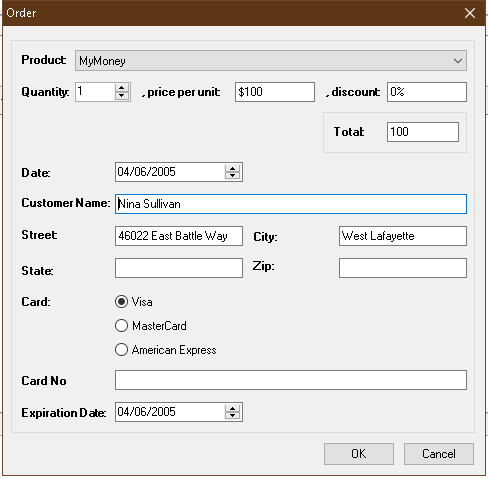 Order
Product: MyMoney
Quantity: 1 , price per unit: $100 , discount: 0%
Total: 100
Date: 04/06/2005
Customer Name: Nina Sullivan
Street: 46022 East Battle Way City: West Lafayette
State: Zip:
Card: Visa
MasterCard
American Express
Card No
Expiration Date: 04/06/2005
OK Cancel